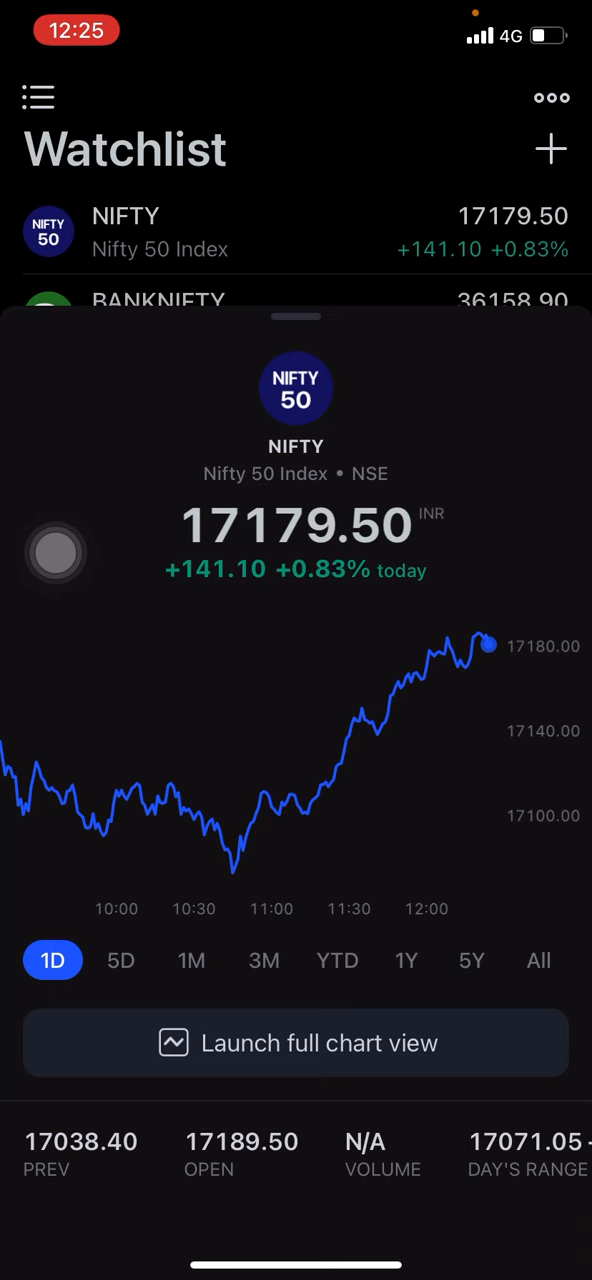 12:25
4G
Watchlist
NIFTY 50
NIFTY 17179.50
Nifty 50 Index +141.10 +0.83%
BANKNIFTY 36158.90
NIFTY
50
NIFTY
Nifty 50 Index • NSE
17179.50 INR
+141.10 +0.83% today
17180.00
17140.00
17100.00
10:00 10:30 11:00 11:30 12:00
1D 5D 1M 3M YTD 1Y 5Y All
Launch full chart view
17038.40 17189.50 N/A 17071.05 -
PREV OPEN VOLUME DAY'S RANGE